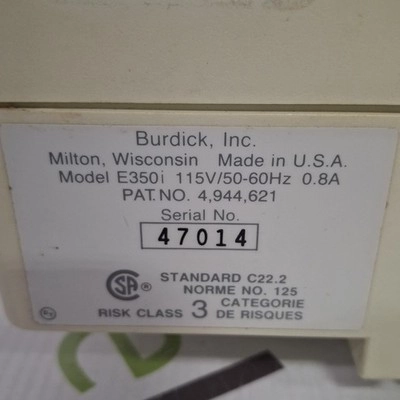 Burdick, Inc.
Milton, Wisconsin Made in U.S.A.
Model E350i 115V/50-60Hz 0.8A
PAT. NO. 4,944,621
Serial No.
47014
SA STANDARD C22.2
NORME NO. 125
RISK CLASS 3 CATEGORIE DE RISQUES